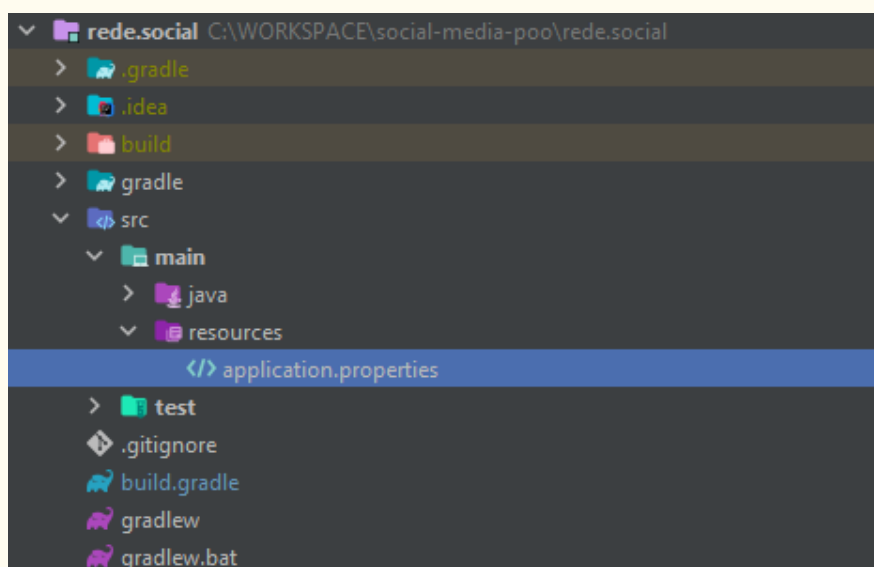 rede.social C:\WORKSPACE\social-media-poo\rede.social
.gradle
.idea
build
gradle
src
main
java
resources
application.properties
test
.gitignore
build.gradle
gradlew
gradlew.bat